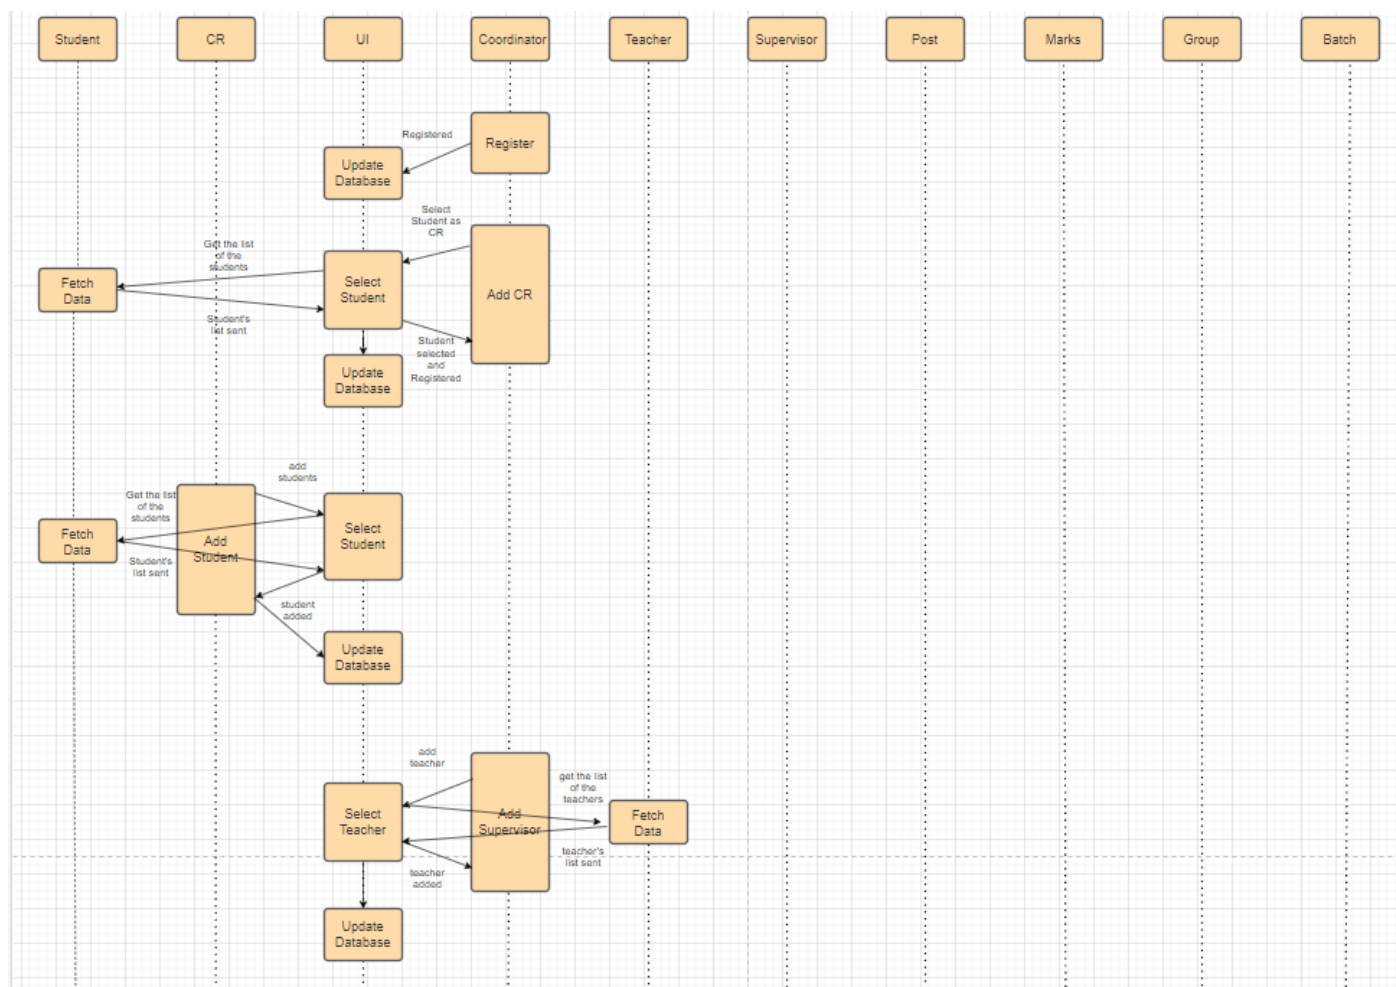 Student
CR
UI
Coordinator
Teacher
Supervisor
Post
Marks
Group
Batch
Registered
Register
Update
Database
Select
Student as
CR
Get the list
of the
students
Fetch
Data
Select
Student
Add CR
Student's
list sent
Student
selected
and
Registered
Update
Database
add
students
Get the list
of the
students
Fetch
Data
Add
Student
Select
Student
Student's
list sent
student
added
Update
Database
add
teacher
get the list
of the
teachers
Select
Teacher
Add
Supervisor
Fetch
Data
teacher's
list sent
teacher
added
Update
Database